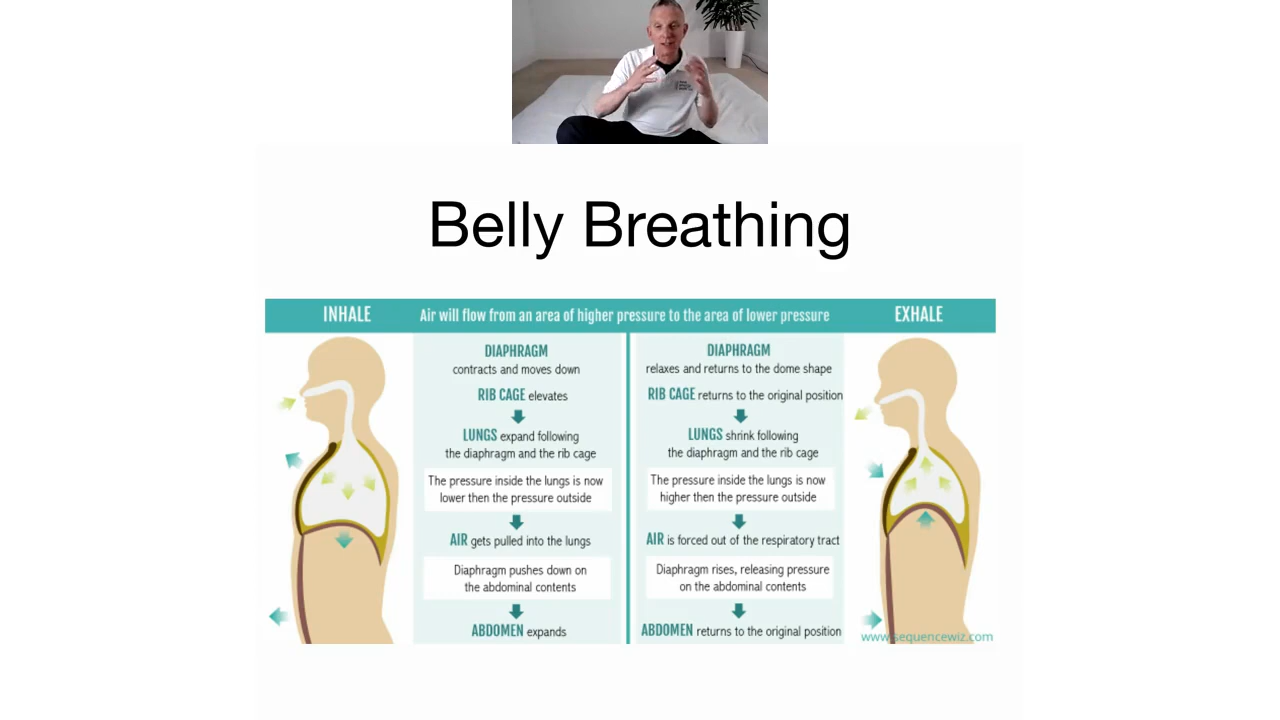 Belly Breathing
INHALE
Air will flow from an area of higher pressure to the area of lower pressure
EXHALE
DIAPHRAGM
contracts and moves down
RIB CAGE elevates
LUNGS expand following
the diaphragm and the rib cage
The pressure inside the lungs is now
lower then the pressure outside
AIR gets pulled into the lungs
Diaphragm pushes down on
the abdominal contents
ABDOMEN expands
DIAPHRAGM
relaxes and returns to the dome shape
RIB CAGE returns to the original position
LUNGS shrink following
the diaphragm and the rib cage
The pressure inside the lungs is now
higher then the pressure outside
AIR is forced out of the respiratory tract
Diaphragm rises, releasing pressure
on the abdominal contents
ABDOMEN returns to the original position
www.sequencewiz.com